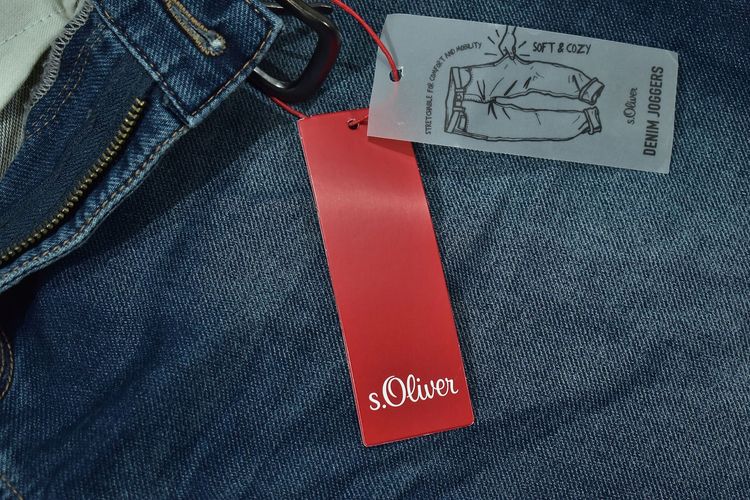 STRETCHABLE FOR COMFORT AND MOBILITY
SOFT & COZY
s.Oliver
DENIM JOGGERS
s.Oliver